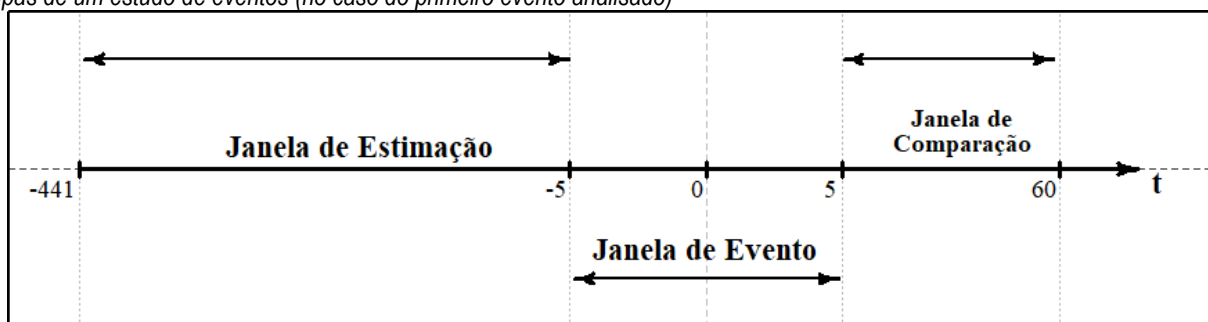 de um estudo de eventos (no caso do primeiro evento analisado)
Janela de Estimação
Janela de
Comparação
-441
-5
0
5
60
t
Janela de Evento